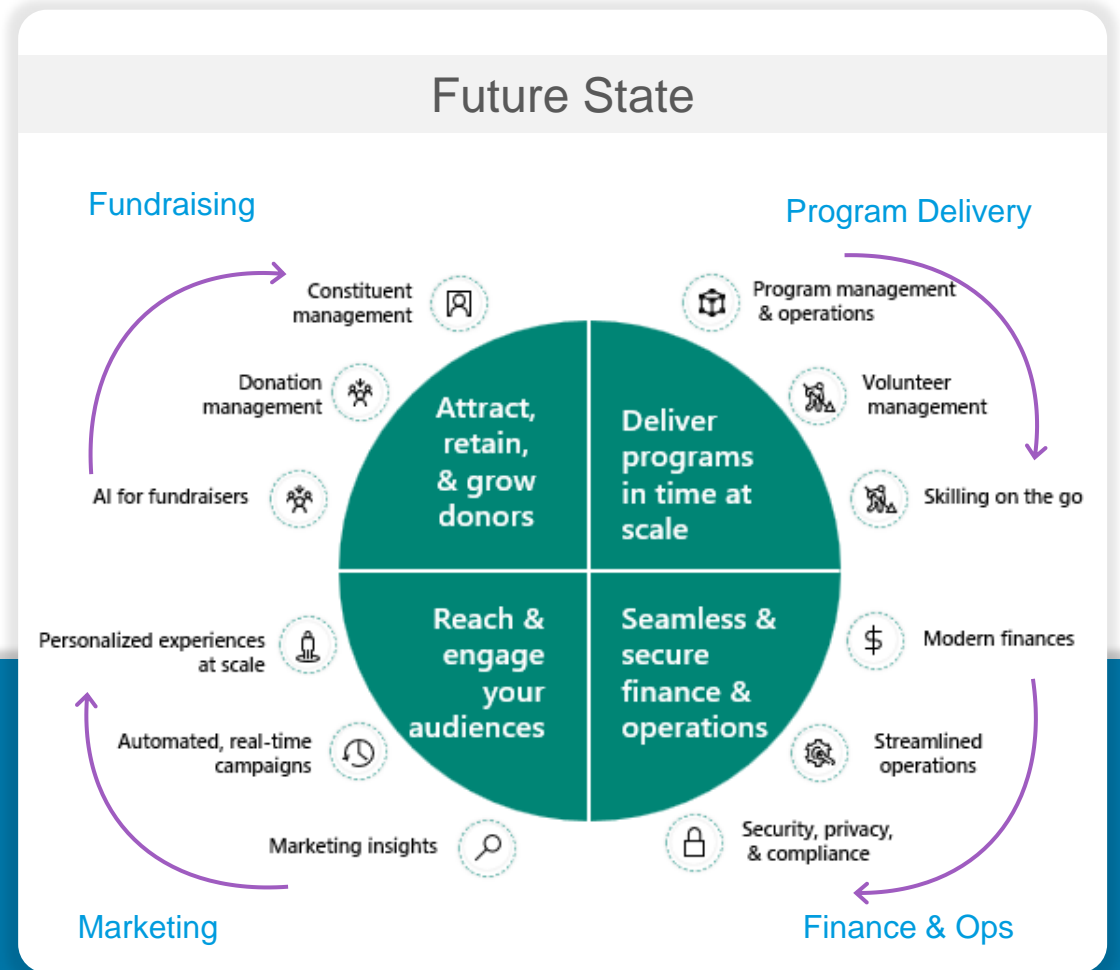 Future State
Fundraising
Program Delivery
Constituent
management
Donation
management
AI for fundraisers
Attract,
retain,
& grow
donors
Program management
& operations
Volunteer
management
Skilling on the go
Deliver
programs
in time at
scale
Personalized experiences
at scale
Automated, real-time
campaigns
Marketing insights
Reach &
engage
your
audiences
Seamless &
secure
finance &
operations
Modern finances
Streamlined
operations
Security, privacy,
& compliance
Marketing
Finance & Ops